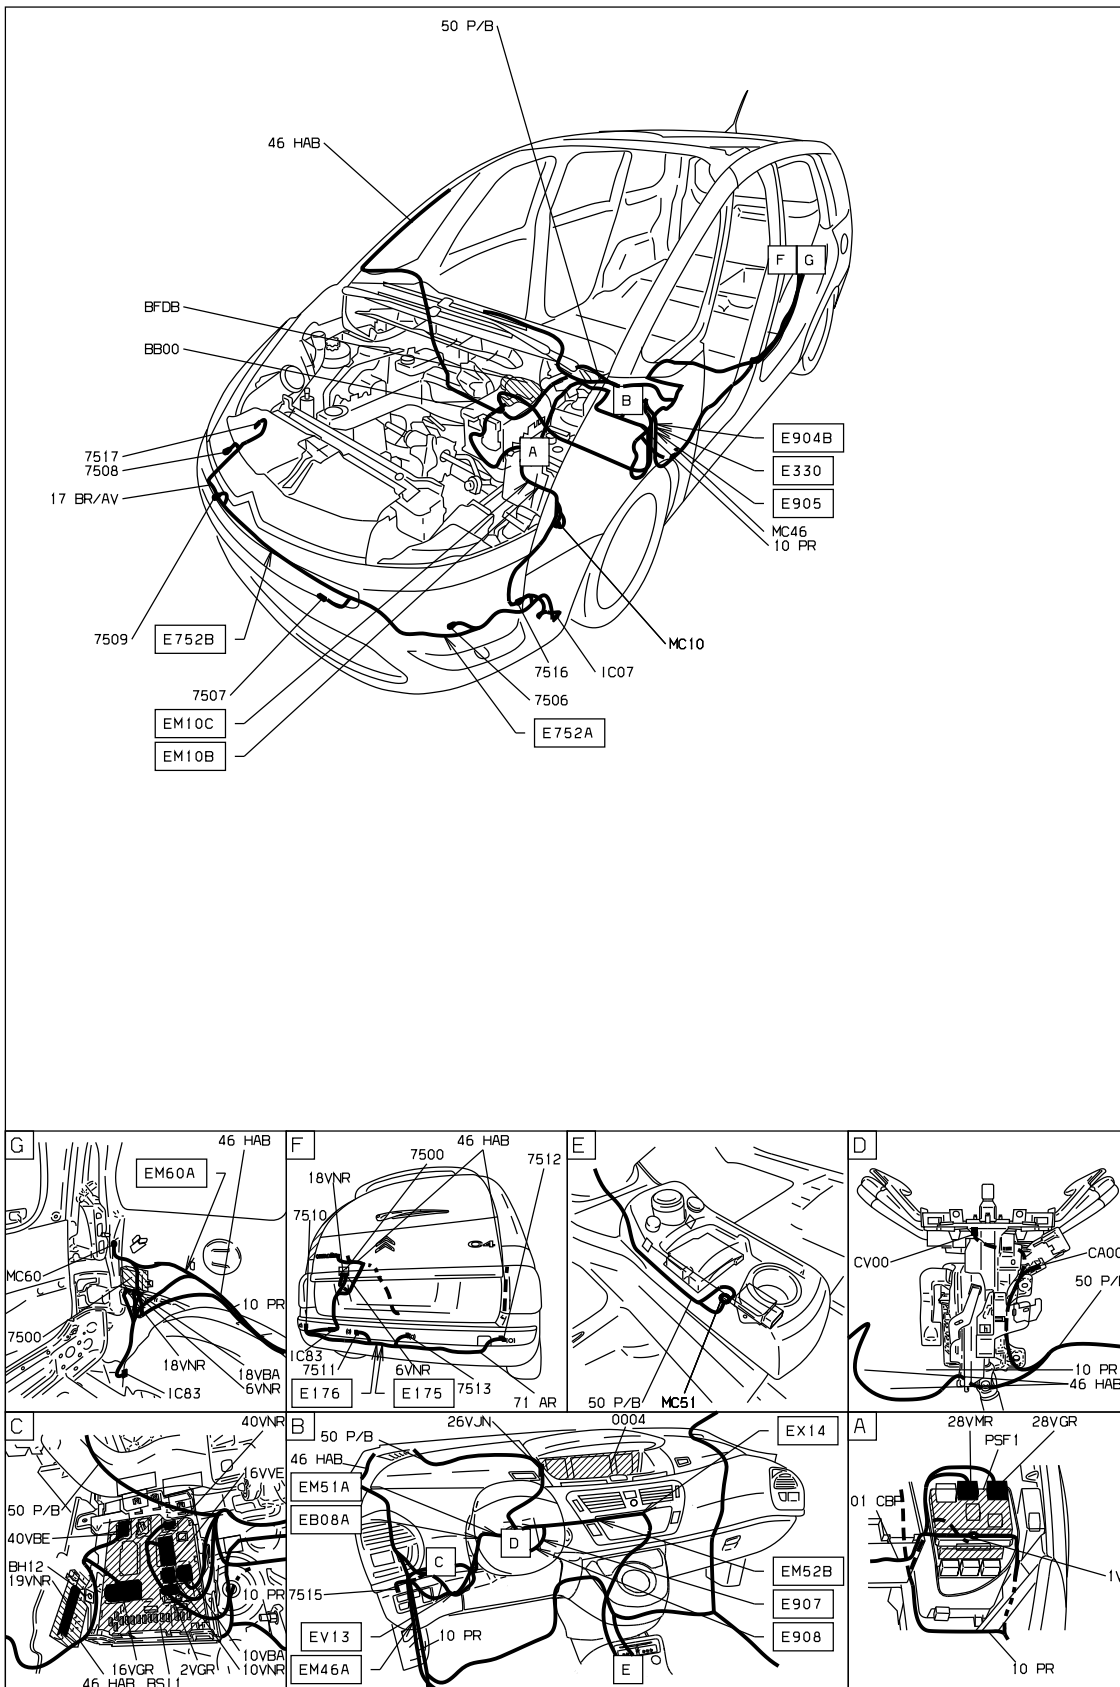 50 P/B
46 HAB
BFDB
BB00
F G
B
A
E904B
E330
E905
MC46
10 PR
7517
7508
17 BR/AV
7509
E752B
7507
EM10C
EM10B
MC10
7516
IC07
7506
E752A
G
46 HAB
EM60A
MC60
7500
10 PR
18VNR
18VBA
6VNR
IC83
F
46 HAB
7500
7512
18VNR
7510
C4
IC83
7511
6VNR
7513
E176
E175
71 AR
E
50 P/B
MC51
D
CV00
CA00
50 P/
10 PR
46 HAB
C
40VNR
16VVE
50 P/B
40VBE
BH12
19VNR
10 PR
10VBA
10VNR
16VGR
2VGR
46 HAB
BSI1
B
50 P/B
26VJN
0004
EX14
46 HAB
EM51A
EB08A
C
D
7515
EM52B
E907
E908
EV13
EM46A
10 PR
E
A
28VMR
28VGR
PSF1
01 CBP
1V
10 PR